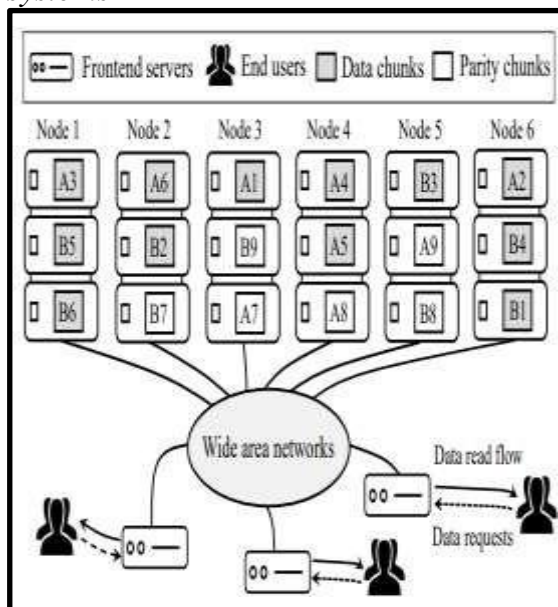 systems
Frontend servers End users Data chunks Parity chunks
Node 1 Node 2 Node 3 Node 4 Node 5 Node 6
A3 A6 A1 A4 B3 A2
B5 B2 B9 A5 A9 B4
B6 B7 A7 A8 B8 B1
Wide area networks
Data read flow
Data requests